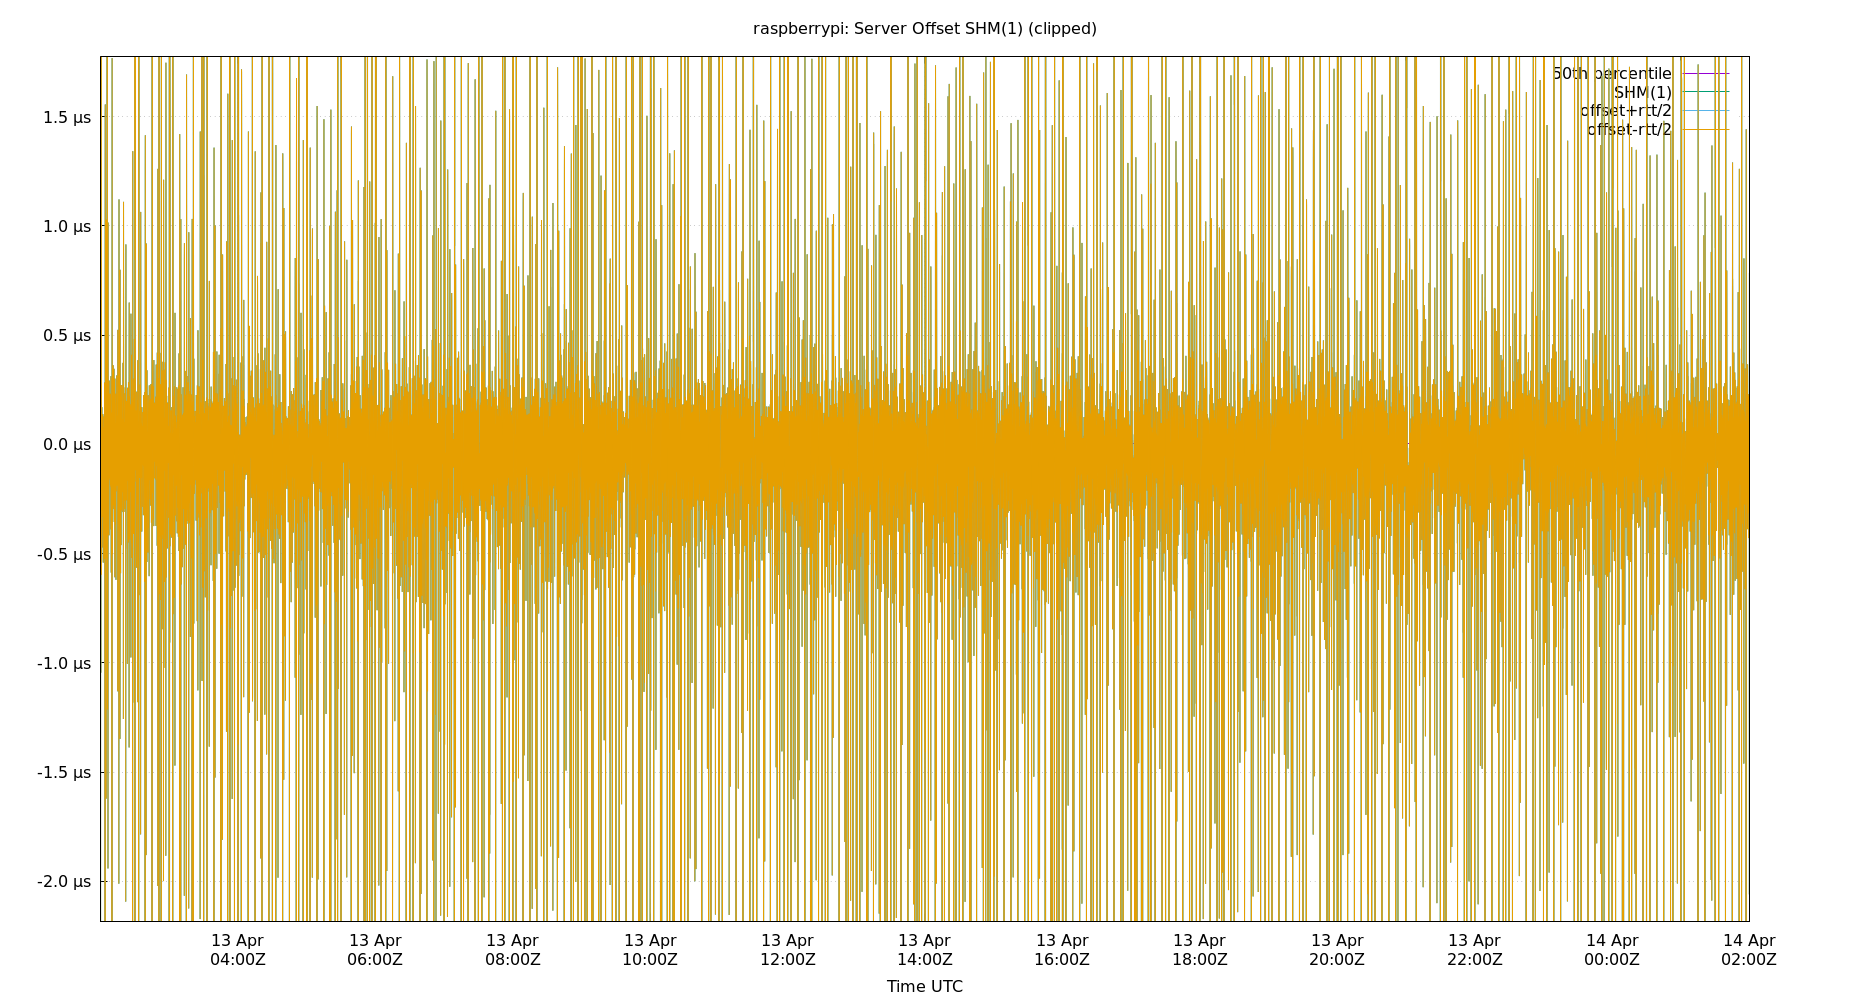 raspberrypi: Server Offset SHM(1) (clipped)
50th percentile
SHM(1)
offset+rtt/2
offset-rtt/2
1.5 µs
1.0 µs
0.5 µs
0.0 µs
-0.5 µs
-1.0 µs
-1.5 µs
-2.0 µs
13 Apr 13 Apr 13 Apr 13 Apr 13 Apr 13 Apr 13 Apr 13 Apr 13 Apr 13 Apr 14 Apr 14 Apr
04:00Z 06:00Z 08:00Z 10:00Z 12:00Z 14:00Z 16:00Z 18:00Z 20:00Z 22:00Z 00:00Z 02:00Z
Time UTC